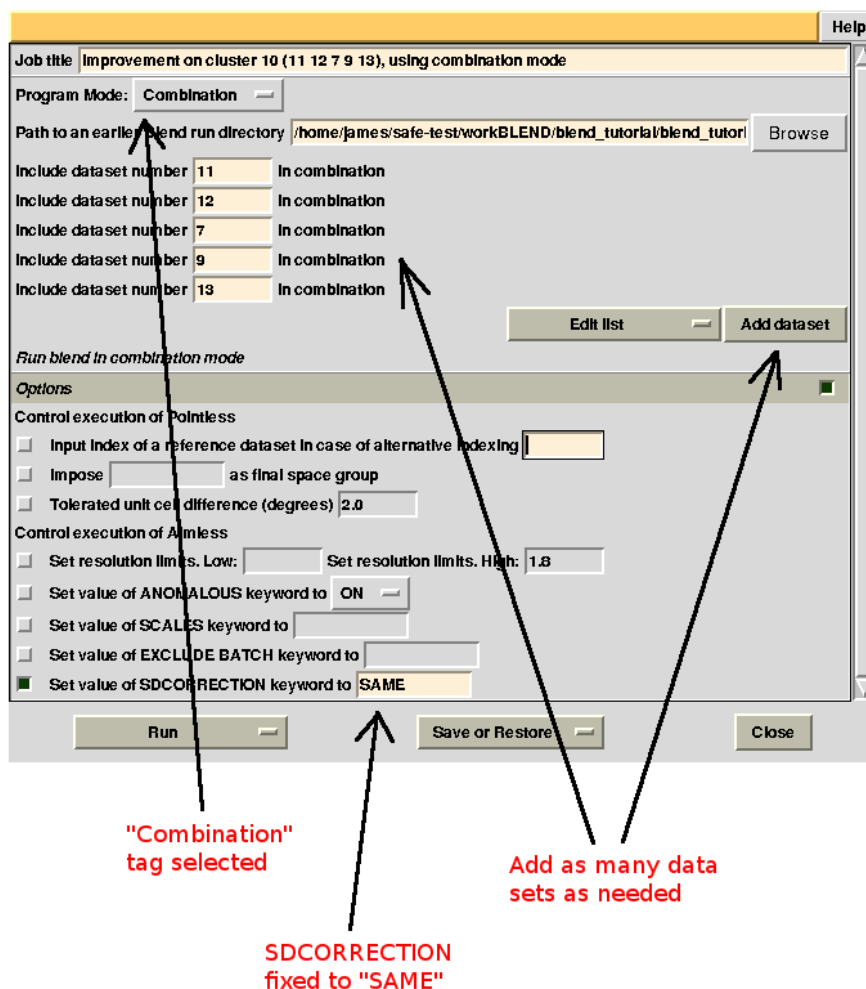 Help
Job title Improvement on cluster 10 (11 12 7 9 13), using combination mode
Program Mode: Combination
Path to an earlier blend run directory /home/james/safe-test/workBLEND/blend_tutorial/blend_tutori Browse
Include dataset number 11 in combination
Include dataset number 12 in combination
Include dataset number 7 in combination
Include dataset number 9 in combination
Include dataset number 13 in combination
Edit list Add dataset
Run blend in combination mode
Options
Control execution of Pointless
Input index of a reference dataset in case of alternative indexing
Impose as final space group
Tolerated unit cell difference (degrees) 2.0
Control execution of Aimless
Set resolution limits. Low: Set resolution limits. High: 1.8
Set value of ANOMALOUS keyword to ON
Set value of SCALES keyword to
Set value of EXCLUDE BATCH keyword to
Set value of SDCORRECTION keyword to SAME
Run Save or Restore Close
"Combination"
tag selected
Add as many data
sets as needed
SDCORRECTION
fixed to "SAME"